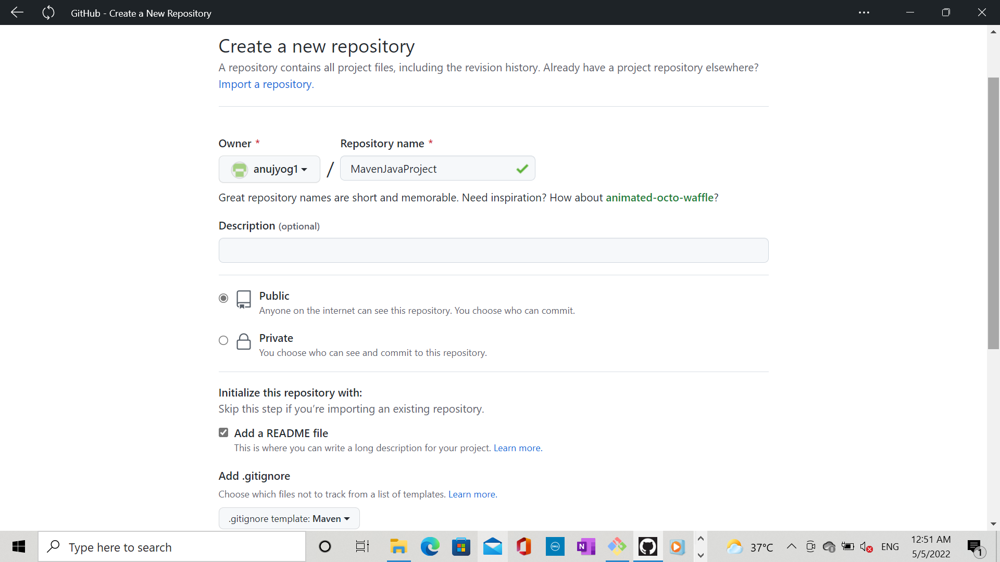 GitHub - Create a New Repository
Create a new repository
A repository contains all project files, including the revision history. Already have a project repository elsewhere?
Import a repository.
Owner * Repository name *
anujyog1 / MavenJavaProject
Great repository names are short and memorable. Need inspiration? How about animated-octo-waffle?
Description (optional)
Public
Anyone on the internet can see this repository. You choose who can commit.
Private
You choose who can see and commit to this repository.
Initialize this repository with:
Skip this step if you’re importing an existing repository.
Add a README file
This is where you can write a long description for your project. Learn more.
Add .gitignore
Choose which files not to track from a list of templates. Learn more.
.gitignore template: Maven
Type here to search
DELL
N
37°C
ENG
12:51 AM
5/5/2022
1